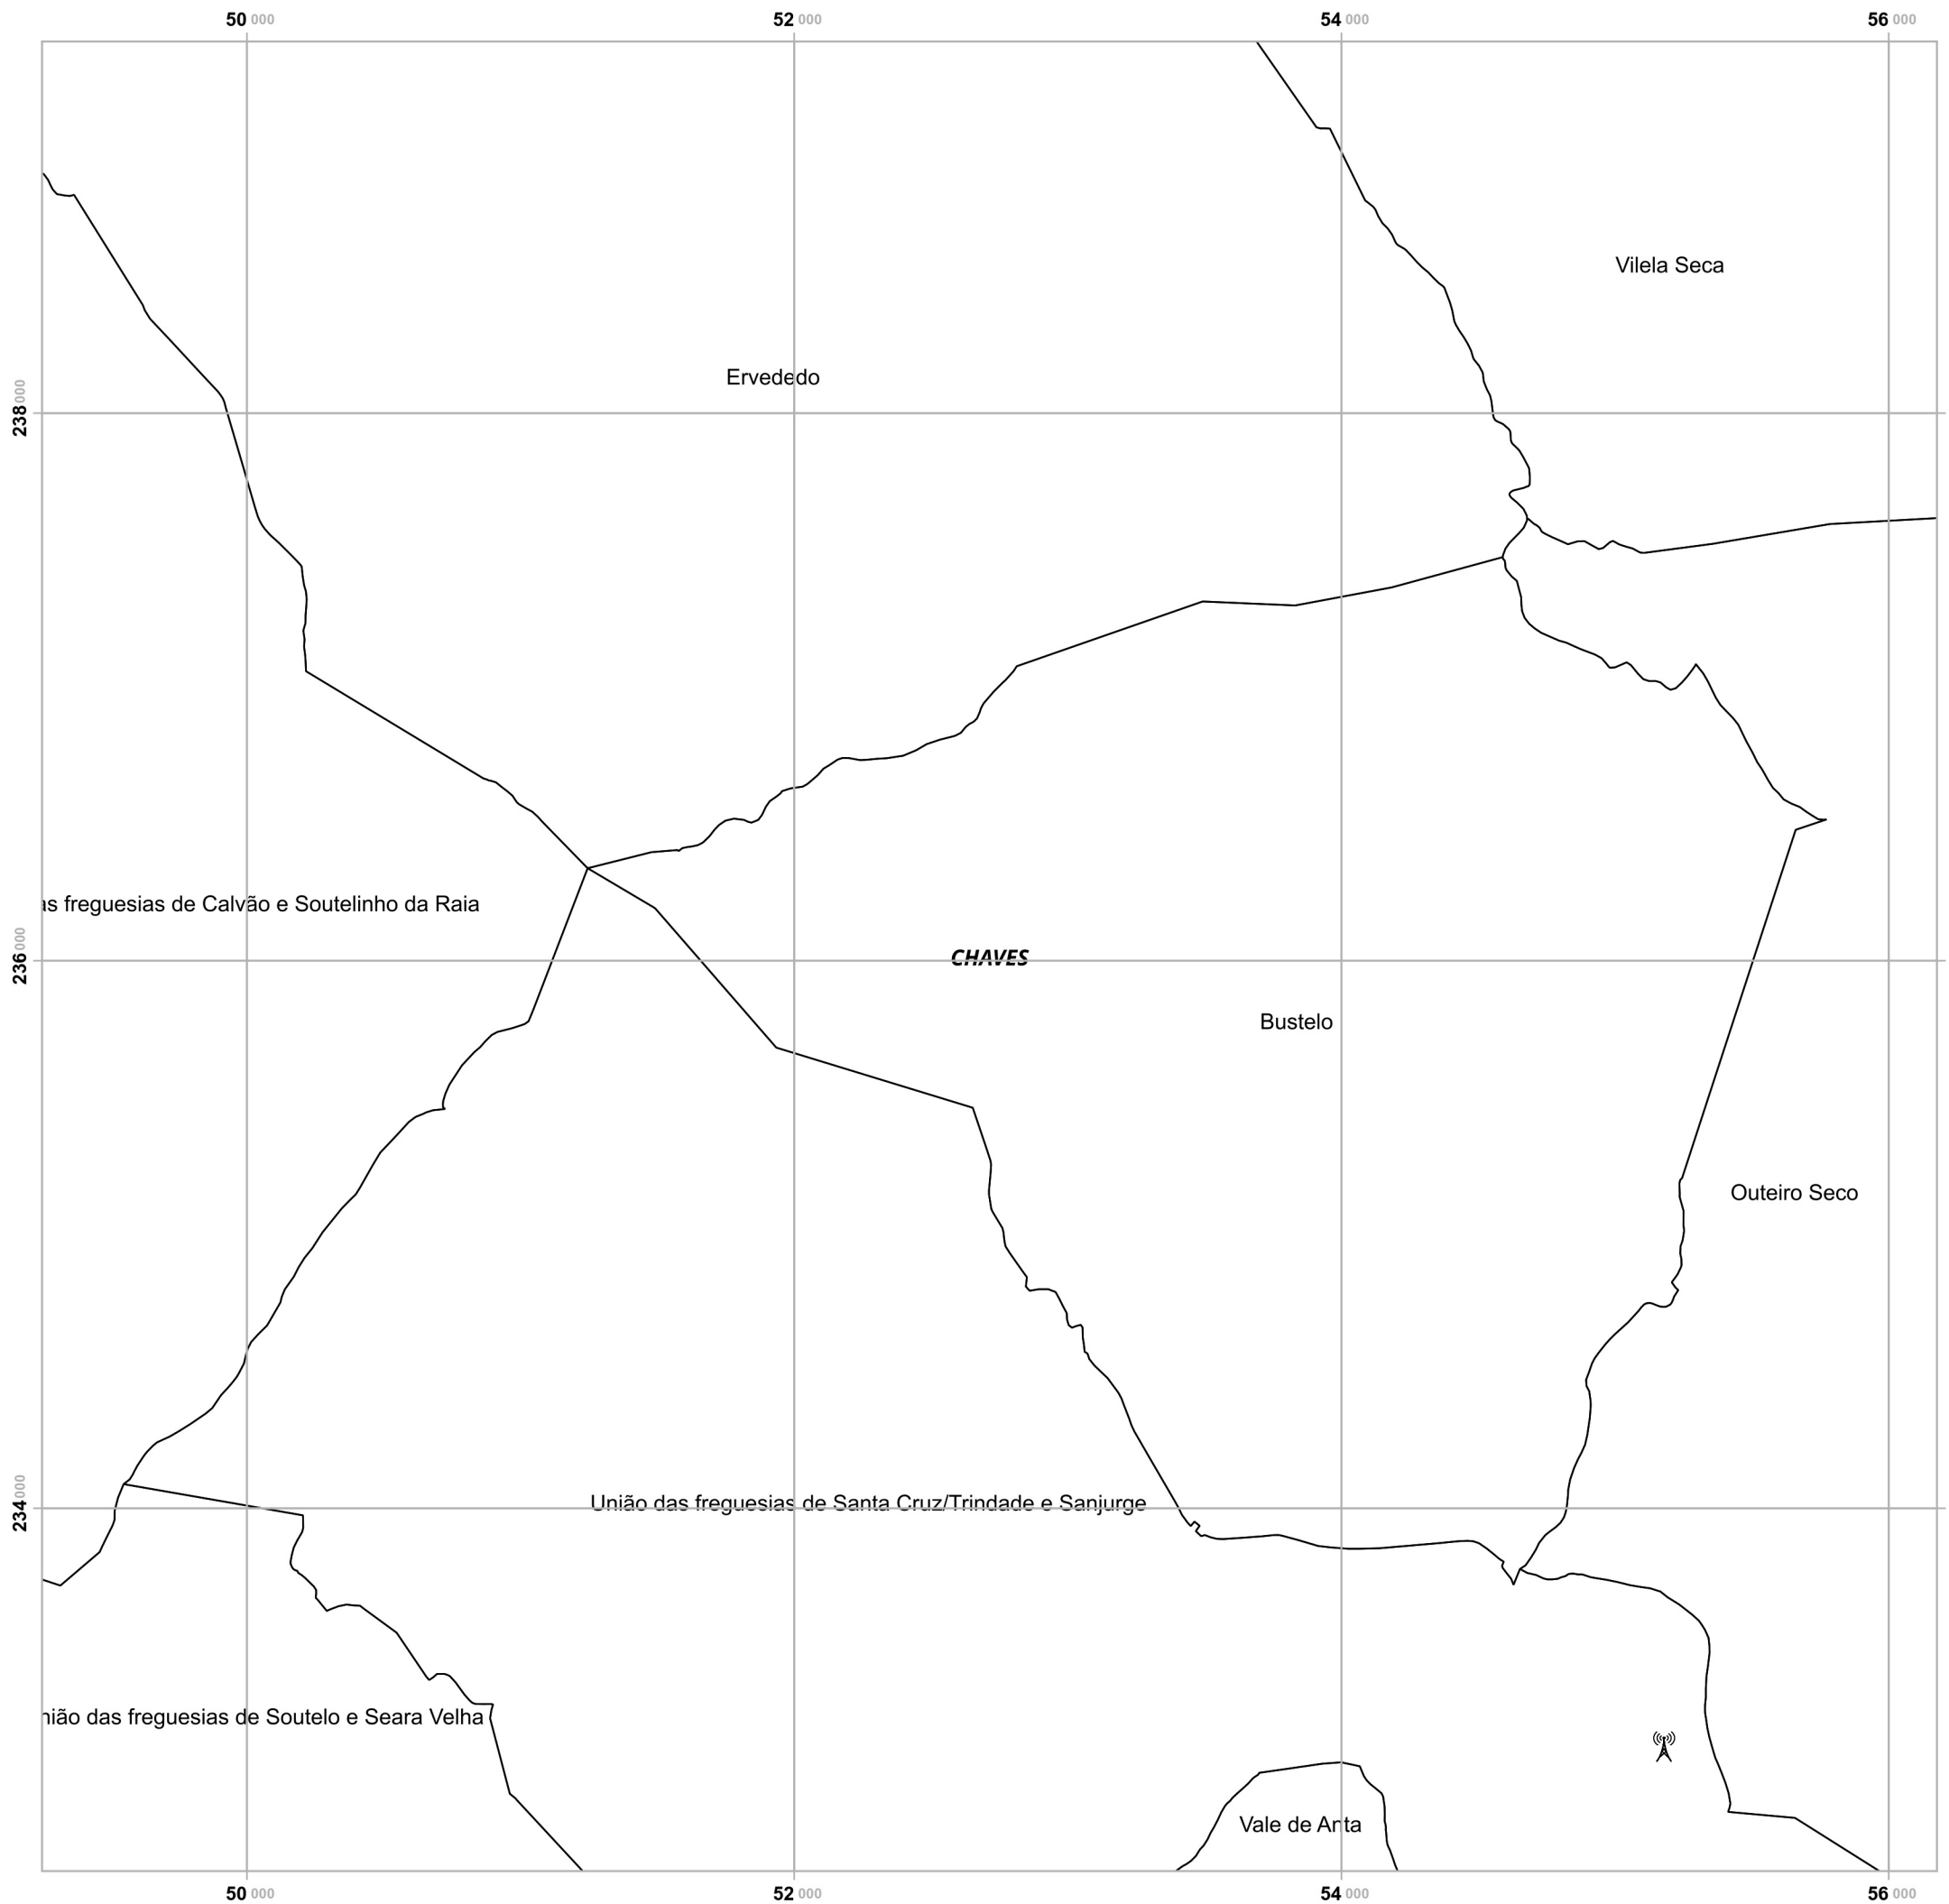 50 000 52 000 54 000 56 000
Vilela Seca
Ervededo
238 000
as freguesias de Calvão e Soutelinho da Raia
236 000
CHAVES
Bustelo
Outeiro Seco
234 000
União das freguesias de Santa Cruz/Trindade e Sanjurge
nião das freguesias de Soutelo e Seara Velha
Vale de Anta
50 000 52 000 54 000 56 000